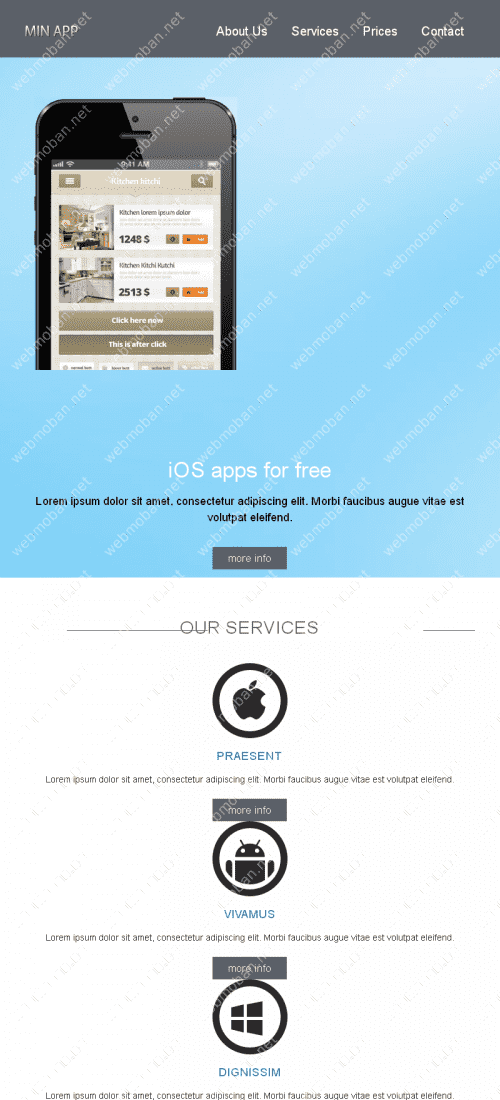 MIN APP
About Us
Services
Prices
Contact
9:41 AM
Kitchen kitchi
Kitchen lorem ipsum dolor
1248 $
Kitchen Kitchi Kutchi
2513 $
Click here now
This is after click
iOS apps for free
Lorem ipsum dolor sit amet, consectetur adipiscing elit. Morbi faucibus augue vitae est
volutpat eleifend.
more info
OUR SERVICES
PRAESENT
Lorem ipsum dolor sit amet, consectetur adipiscing elit. Morbi faucibus augue vitae est volutpat eleifend.
more info
VIVAMUS
Lorem ipsum dolor sit amet, consectetur adipiscing elit. Morbi faucibus augue vitae est volutpat eleifend.
more info
DIGNISSIM
Lorem ipsum dolor sit amet, consectetur adipiscing elit. Morbi faucibus augue vitae est volutpat eleifend.
webmoban.net